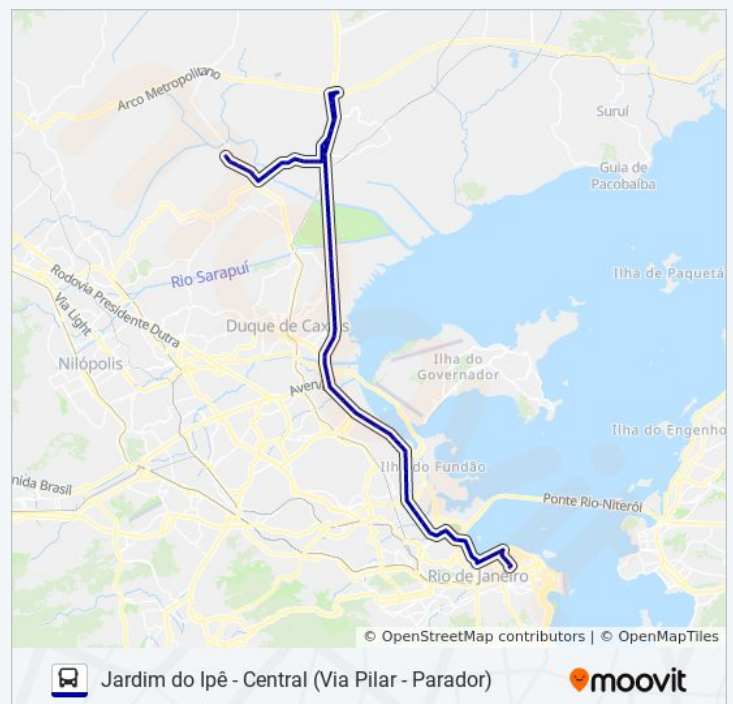 Arco Metropolitano
Suruí
Guia de
Pacobaíba
Rio Sarapuí
Ilha de Paquetá
Rodovia Presidente Dutra
Via Light
Duque de Caxias
Nilópolis
Ilha do
Governador
Ilha do Engenho
Ilha do Fundão
nida Brasil
Ponte Rio-Niterói
Rio de Janeiro
© OpenStreetMap contributors | © OpenMapTiles
Jardim do Ipê - Central (Via Pilar - Parador)
moovit